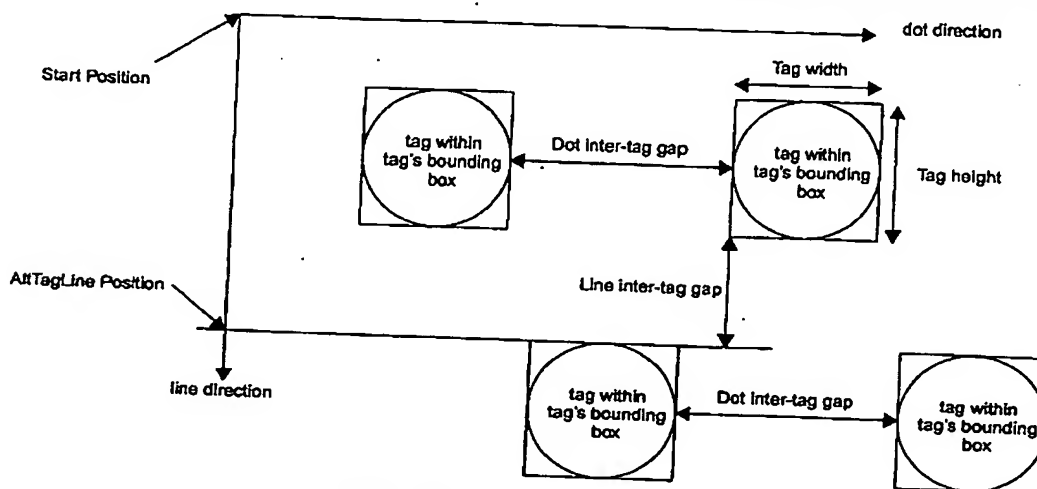 dot direction
Start Position
Tag width
tag within
tag's bounding
box
Dot inter-tag gap
tag within
tag's bounding
box
Tag height
AltTagLine Position
Line inter-tag gap
line direction
tag within
tag's bounding
box
Dot inter-tag gap
tag within
tag's bounding
box